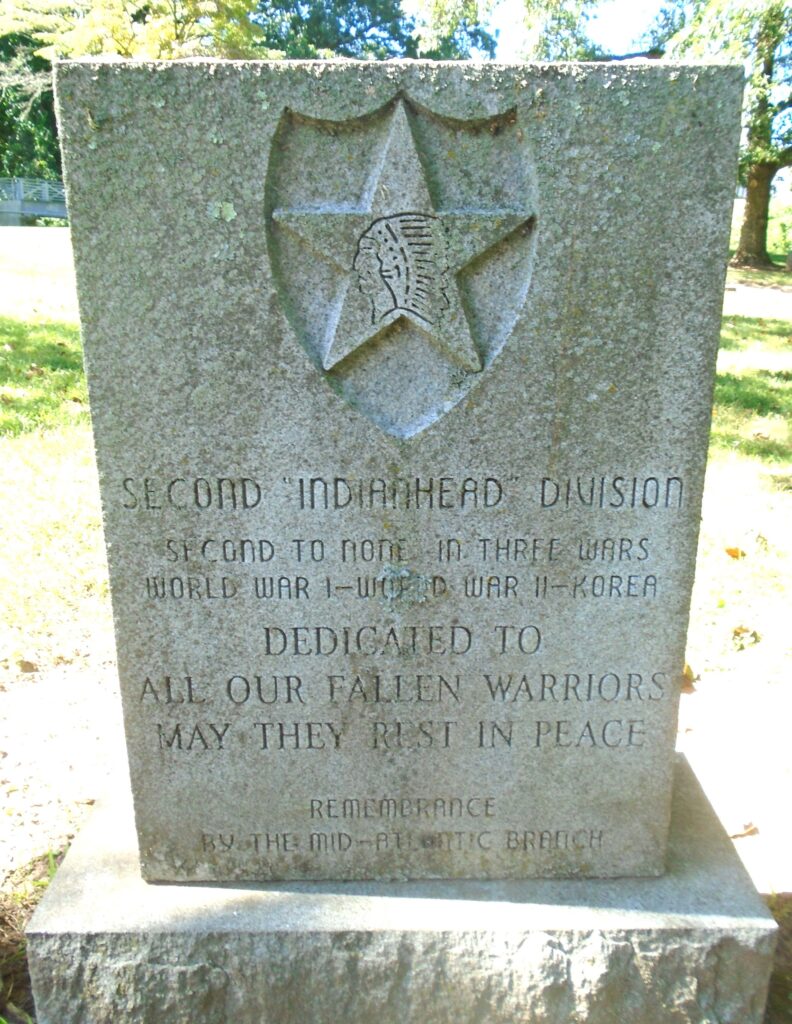 SECOND "INDIANHEAD" DIVISION
SECOND TO NONE IN THREE WARS
WORLD WAR I-WORLD WAR II-KOREA
DEDICATED TO
ALL OUR FALLEN WARRIORS
MAY THEY REST IN PEACE
REMEMBRANCE
BY THE MID-ATLANTIC BRANCH